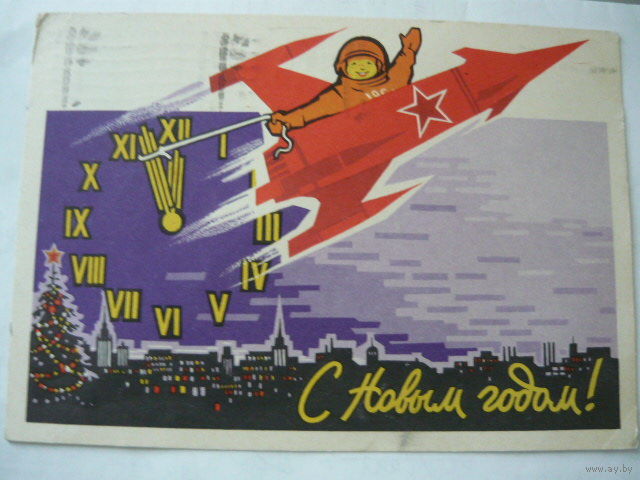 XI XII I
X
IX III
VIII IV
VII VI V
С Новым годом!
www.ay.by